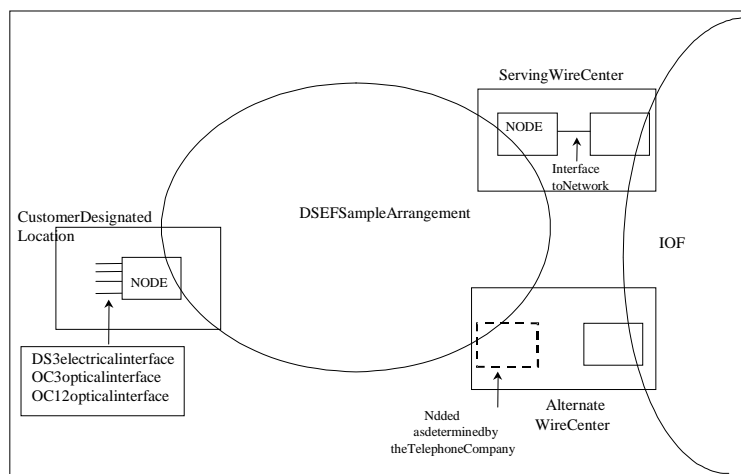 ServingWireCenter
NODE
Interface
toNetwork
DSEFSampleArrangement
CustomerDesignated
Location
NODE
IOF
DS3electricalinterface
OC3opticalinterface
OC12opticalinterface
Alternate
WireCenter
Ndded
asdeterminedby
theTelephoneCompany